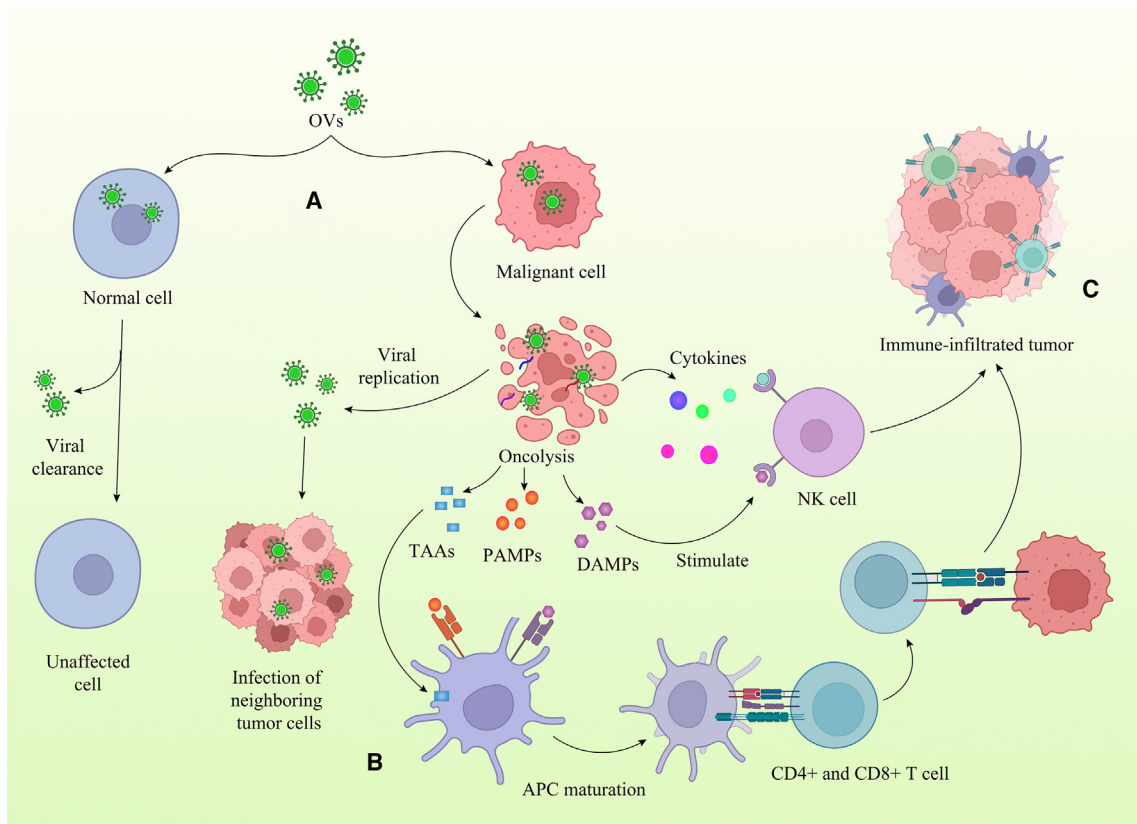 OVs
A
Malignant cell
Normal cell
C
Immune-infiltrated tumor
Viral
replication
Cytokines
Viral
clearance
Oncolysis
NK cell
TAAs
PAMPs
DAMPs
Stimulate
Unaffected
cell
Infection of
neighboring
tumor cells
B
APC maturation
CD4+ and CD8+ T cell